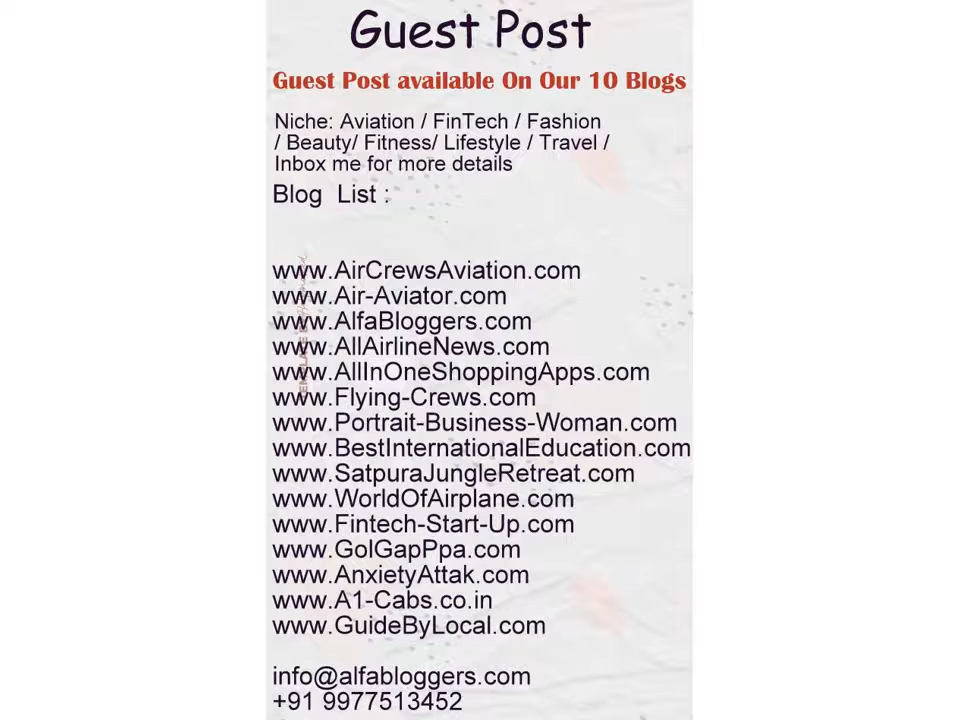 Guest Post
Guest Post available On Our 10 Blogs
Niche: Aviation / FinTech / Fashion
/ Beauty/ Fitness/ Lifestyle / Travel /
Inbox me for more details
Blog List :
www.AirCrewsAviation.com
www.Air-Aviator.com
www.AlfaBloggers.com
www.AllAirlineNews.com
www.AllInOneShoppingApps.com
www.Flying-Crews.com
www.Portrait-Business-Woman.com
www.BestInternationalEducation.com
www.SatpuraJungleRetreat.com
www.WorldOfAirplane.com
www.Fintech-Start-Up.com
www.GolGapPpa.com
www.AnxietyAttak.com
www.A1-Cabs.co.in
www.GuideByLocal.com
info@alfabloggers.com
+91 9977513452